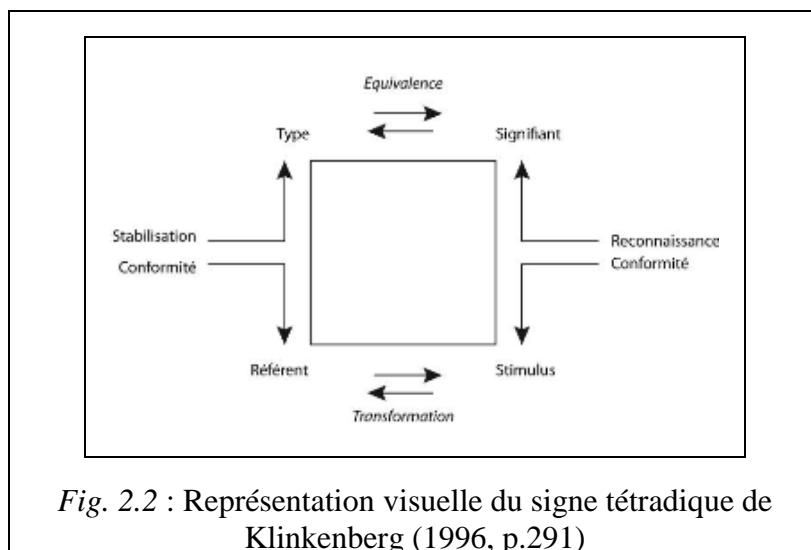 Equivalence
Type Signifiant
Stabilisation Reconnaissance
Conformité Conformité
Référent Stimulus
Transformation
Fig. 2.2 : Représentation visuelle du signe tétradique de
Klinkenberg (1996, p.291)